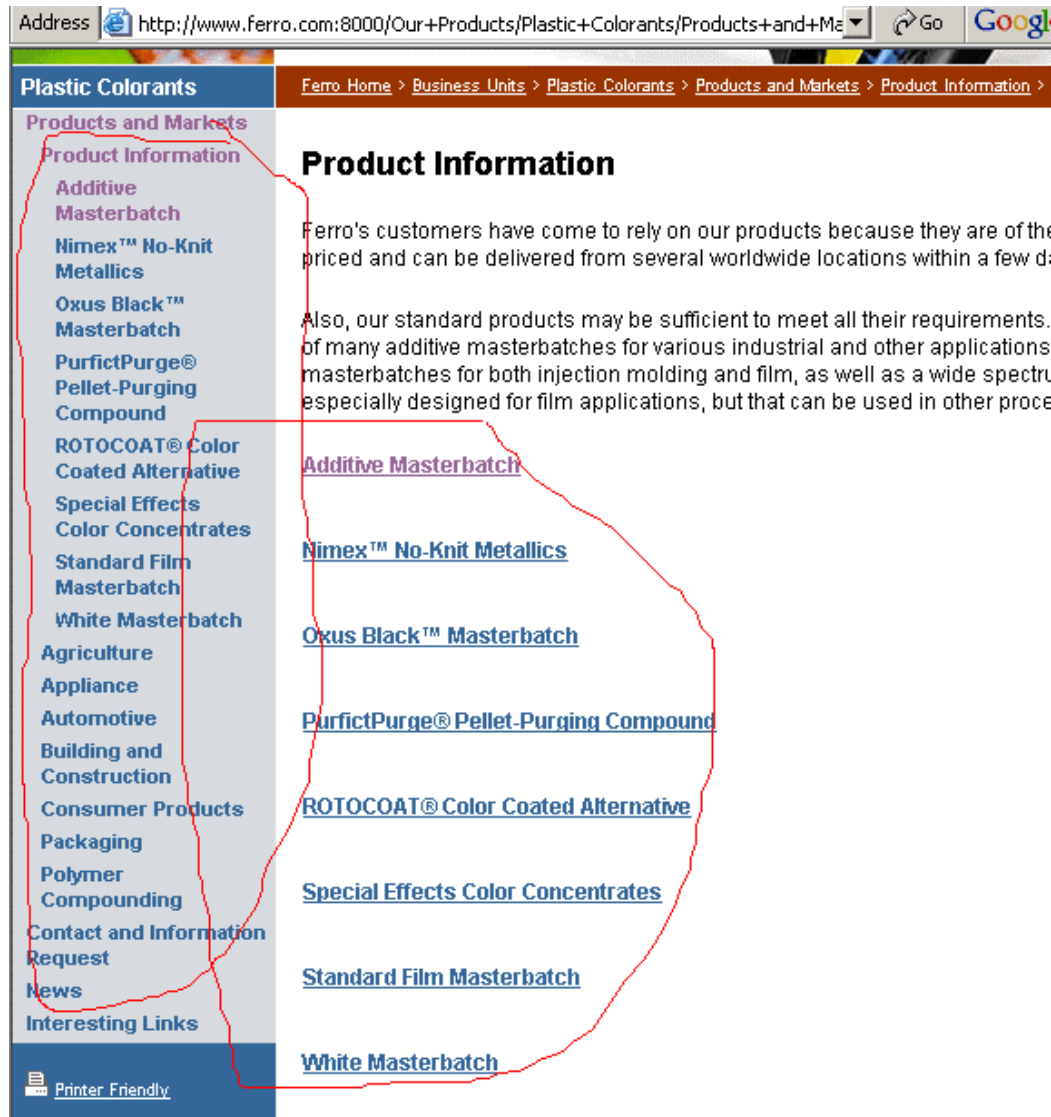 Address http://www.ferro.com:8000/Our+Products/Plastic+Colorants/Products+and+Ma Go Googl
Plastic Colorants
Ferro Home > Business Units > Plastic Colorants > Products and Markets > Product Information >
Products and Markets
Product Information
Additive
Masterbatch
Nimex™ No-Knit
Metallics
Oxus Black™
Masterbatch
PurfictPurge®
Pellet-Purging
Compound
ROTOCOAT® Color
Coated Alternative
Special Effects
Color Concentrates
Standard Film
Masterbatch
White Masterbatch
Agriculture
Appliance
Automotive
Building and
Construction
Consumer Products
Packaging
Polymer
Compounding
Contact and Information
Request
News
Interesting Links
Printer Friendly
Product Information
Ferro's customers have come to rely on our products because they are of the
priced and can be delivered from several worldwide locations within a few da
Also, our standard products may be sufficient to meet all their requirements.
of many additive masterbatches for various industrial and other applications
masterbatches for both injection molding and film, as well as a wide spectru
especially designed for film applications, but that can be used in other proce
Additive Masterbatch
Nimex™ No-Knit Metallics
Oxus Black™ Masterbatch
PurfictPurge® Pellet-Purging Compound
ROTOCOAT® Color Coated Alternative
Special Effects Color Concentrates
Standard Film Masterbatch
White Masterbatch